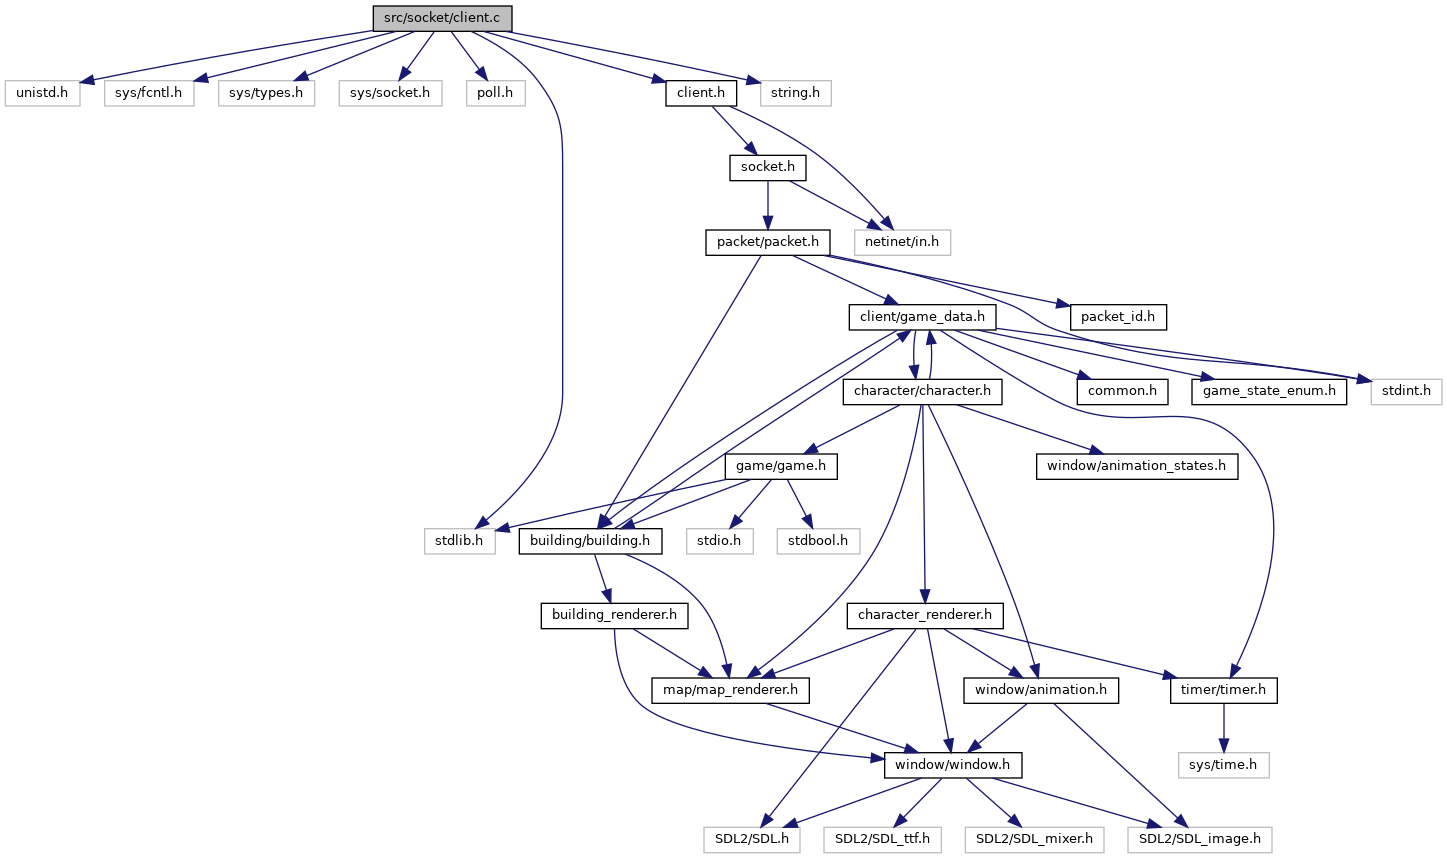 src/socket/client.c
unistd.h
sys/fcntl.h
sys/types.h
sys/socket.h
poll.h
client.h
string.h
socket.h
packet/packet.h
netinet/in.h
client/game_data.h
packet_id.h
character/character.h
common.h
game_state_enum.h
stdint.h
game/game.h
window/animation_states.h
stdlib.h
building/building.h
stdio.h
stdbool.h
building_renderer.h
character_renderer.h
map/map_renderer.h
window/animation.h
timer/timer.h
window/window.h
sys/time.h
SDL2/SDL.h
SDL2/SDL_ttf.h
SDL2/SDL_mixer.h
SDL2/SDL_image.h